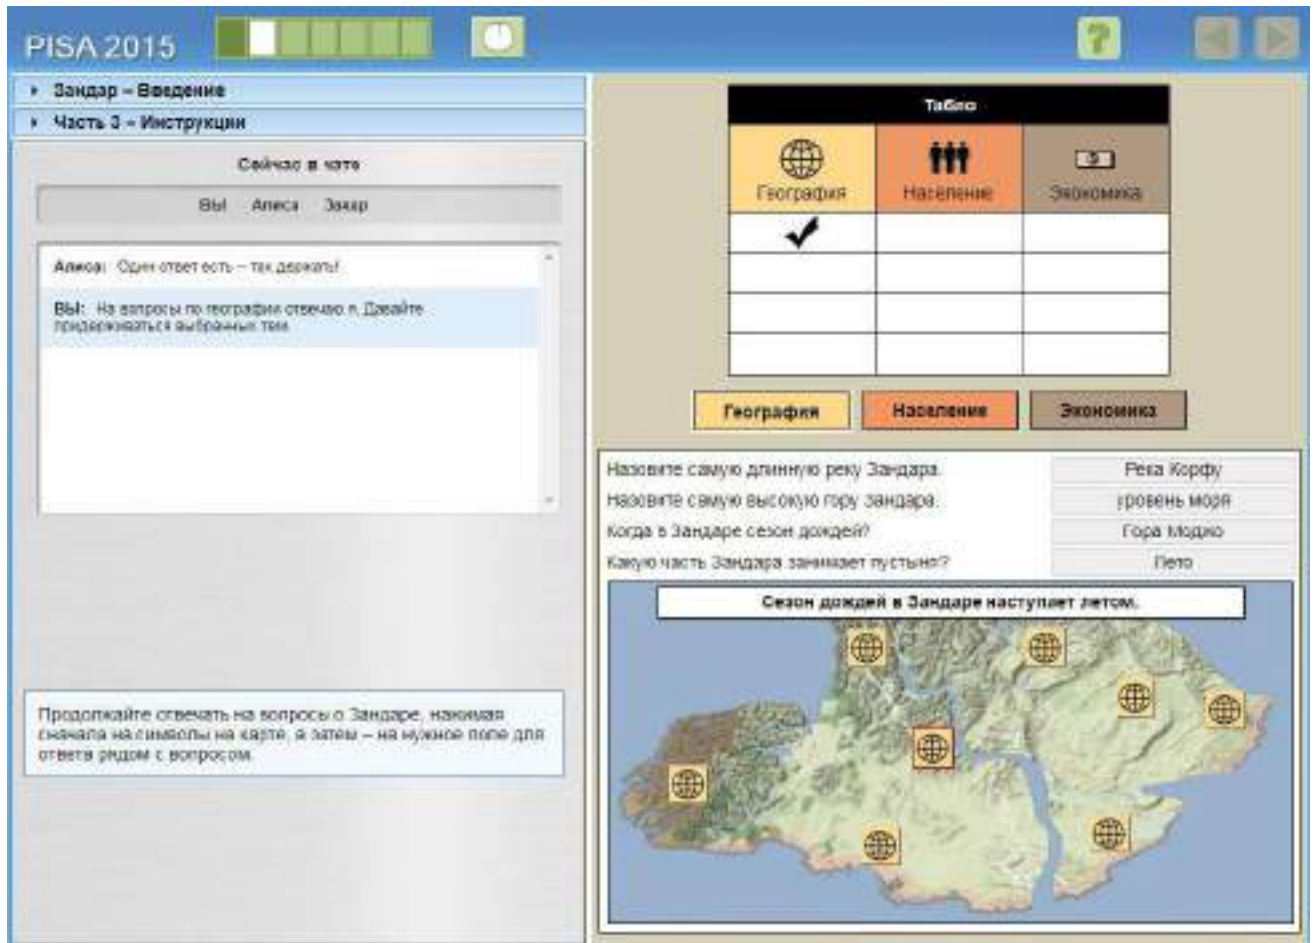 PISA 2015
?
Зандар – Введение
Часть 3 – Инструкции
Сейчас в чате
ВЫ Алиса Захар
Алиса: Один ответ есть – так держать!
ВЫ: На вопросы по географии отвечаю я. Давайте
придерживаться выбранных тем.
Продолжайте отвечать на вопросы о Зандаре, нажимая
сначала на символы на карте, а затем – на нужное поле для
ответа рядом с вопросом.
Табло
География Население Экономика
География Население Экономика
Назовите самую длинную реку Зандара. Река Корфу
Назовите самую высокую гору Зандара. уровень моря
Когда в Зандаре сезон дождей? Гора Моджо
Какую часть Зандара занимает пустыня? Лето
Сезон дождей в Зандаре наступает летом.